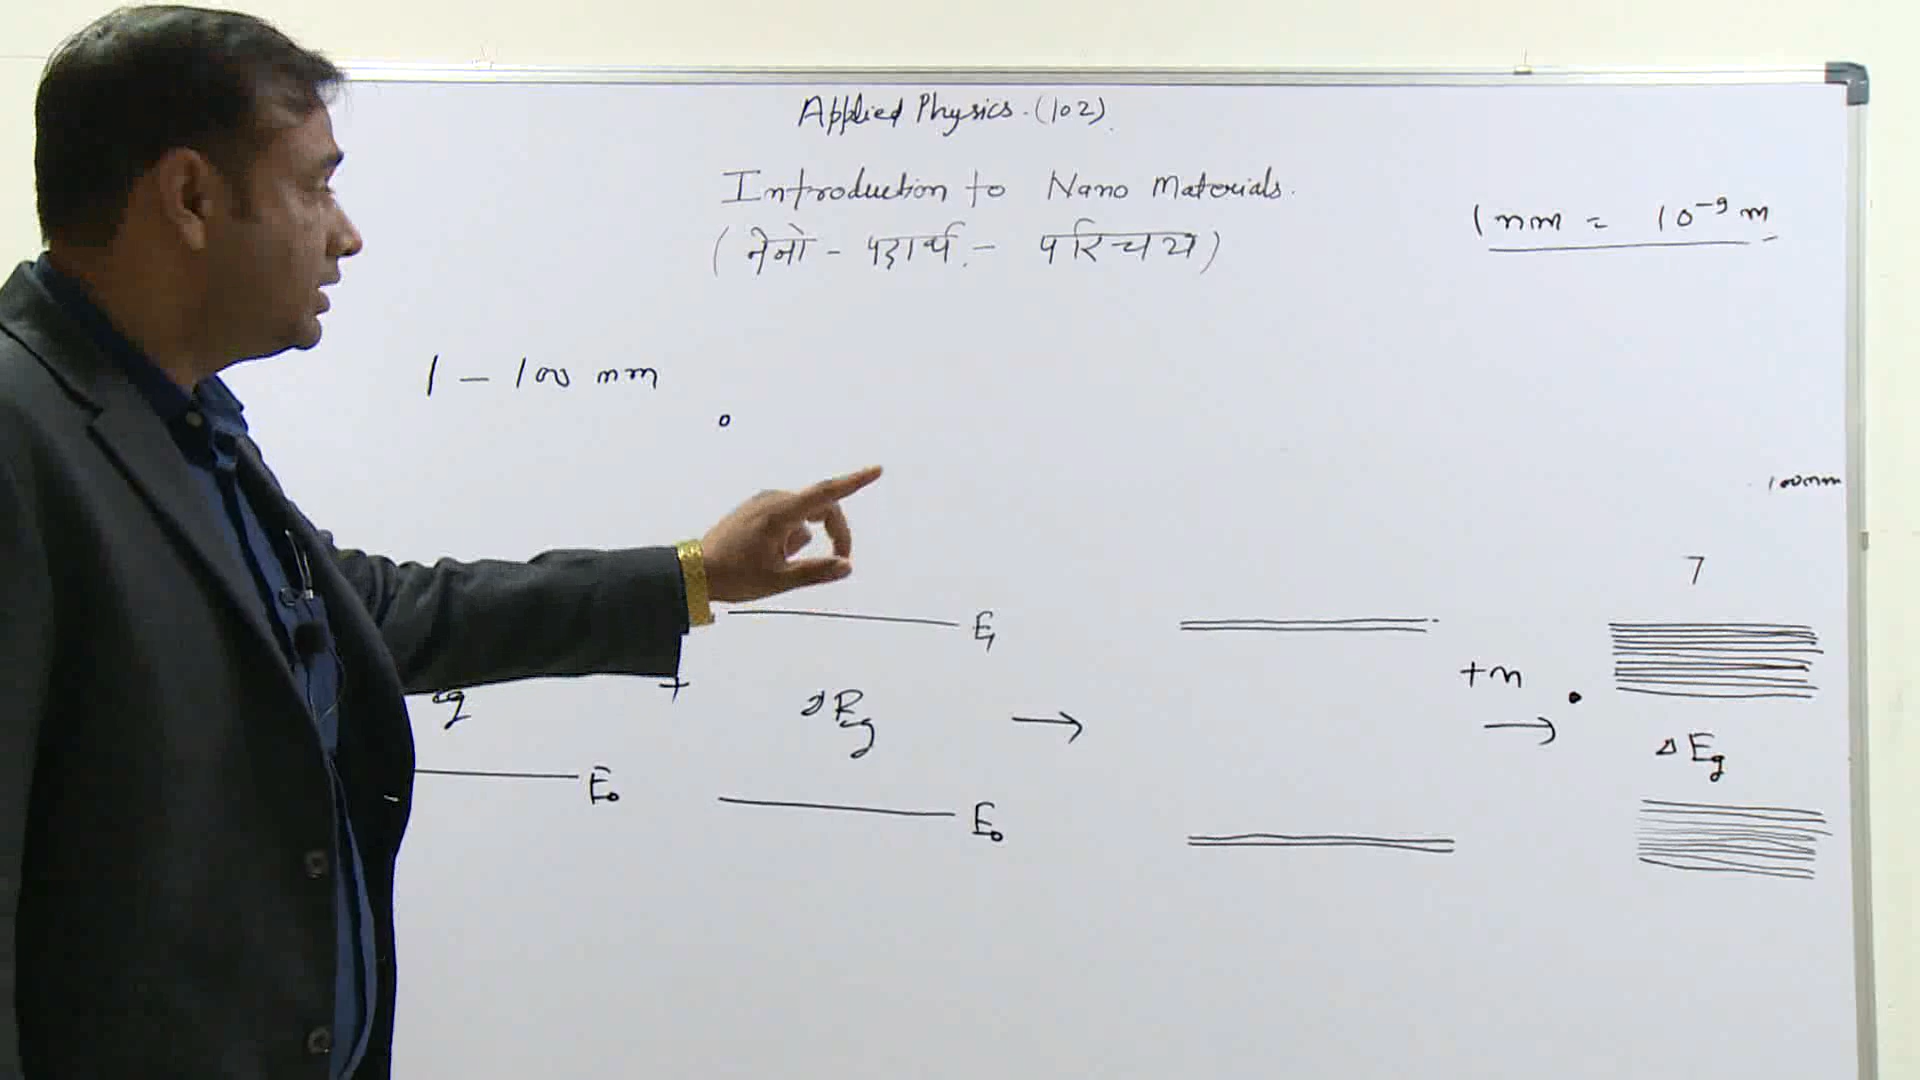 Applied Physics. (102).
Introduction to Nano Materials.
(नेनो - पदार्थ. - परिचय)
1 nm = 10⁻⁹ m
1 – 100 nm
100nm
7
E₁
+n
+
ΔEg
→
→
ΔEg
E₀
E₀